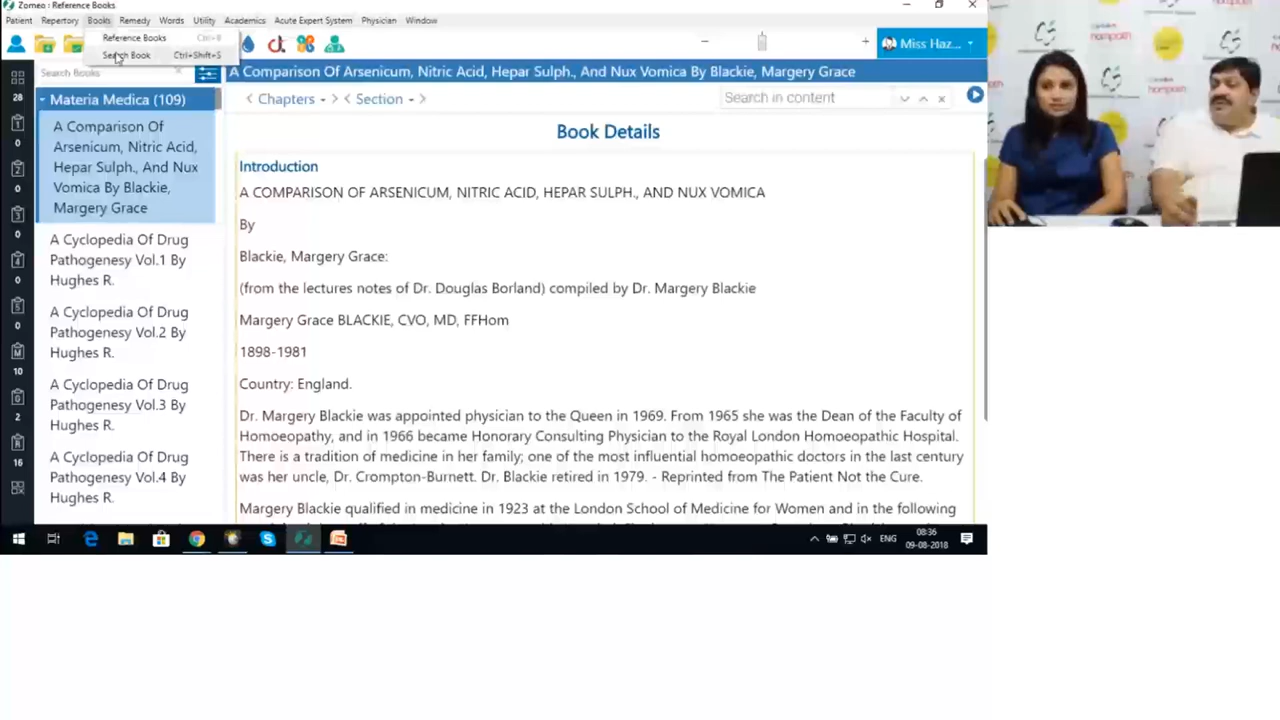 Zomeo : Reference Books
Patient Repertory Books Remedy Words Utility Academics Acute Expert System Physician Window
Reference Books Ctrl+B
Search Book Ctrl+Shift+S
Miss Haz...
Search Books
A Comparison Of Arsenicum, Nitric Acid, Hepar Sulph., And Nux Vomica By Blackie, Margery Grace
28
1
0
2
0
3
0
4
0
5
0
M
10
2
R
16
Materia Medica (109)
A Comparison Of
Arsenicum, Nitric Acid,
Hepar Sulph., And Nux
Vomica By Blackie,
Margery Grace
A Cyclopedia Of Drug
Pathogenesy Vol.1 By
Hughes R.
A Cyclopedia Of Drug
Pathogenesy Vol.2 By
Hughes R.
A Cyclopedia Of Drug
Pathogenesy Vol.3 By
Hughes R.
A Cyclopedia Of Drug
Pathogenesy Vol.4 By
Hughes R.
Chapters Section Search in content
Book Details
Introduction
A COMPARISON OF ARSENICUM, NITRIC ACID, HEPAR SULPH., AND NUX VOMICA
By
Blackie, Margery Grace:
(from the lectures notes of Dr. Douglas Borland) compiled by Dr. Margery Blackie
Margery Grace BLACKIE, CVO, MD, FFHom
1898-1981
Country: England.
Dr. Margery Blackie was appointed physician to the Queen in 1969. From 1965 she was the Dean of the Faculty of
Homoeopathy, and in 1966 became Honorary Consulting Physician to the Royal London Homoeopathic Hospital.
There is a tradition of medicine in her family; one of the most influential homoeopathic doctors in the last century
was her uncle, Dr. Crompton-Burnett. Dr. Blackie retired in 1979. - Reprinted from The Patient Not the Cure.
Margery Blackie qualified in medicine in 1923 at the London School of Medicine for Women and in the following
ENG
08:36
09-08-2018
hompath